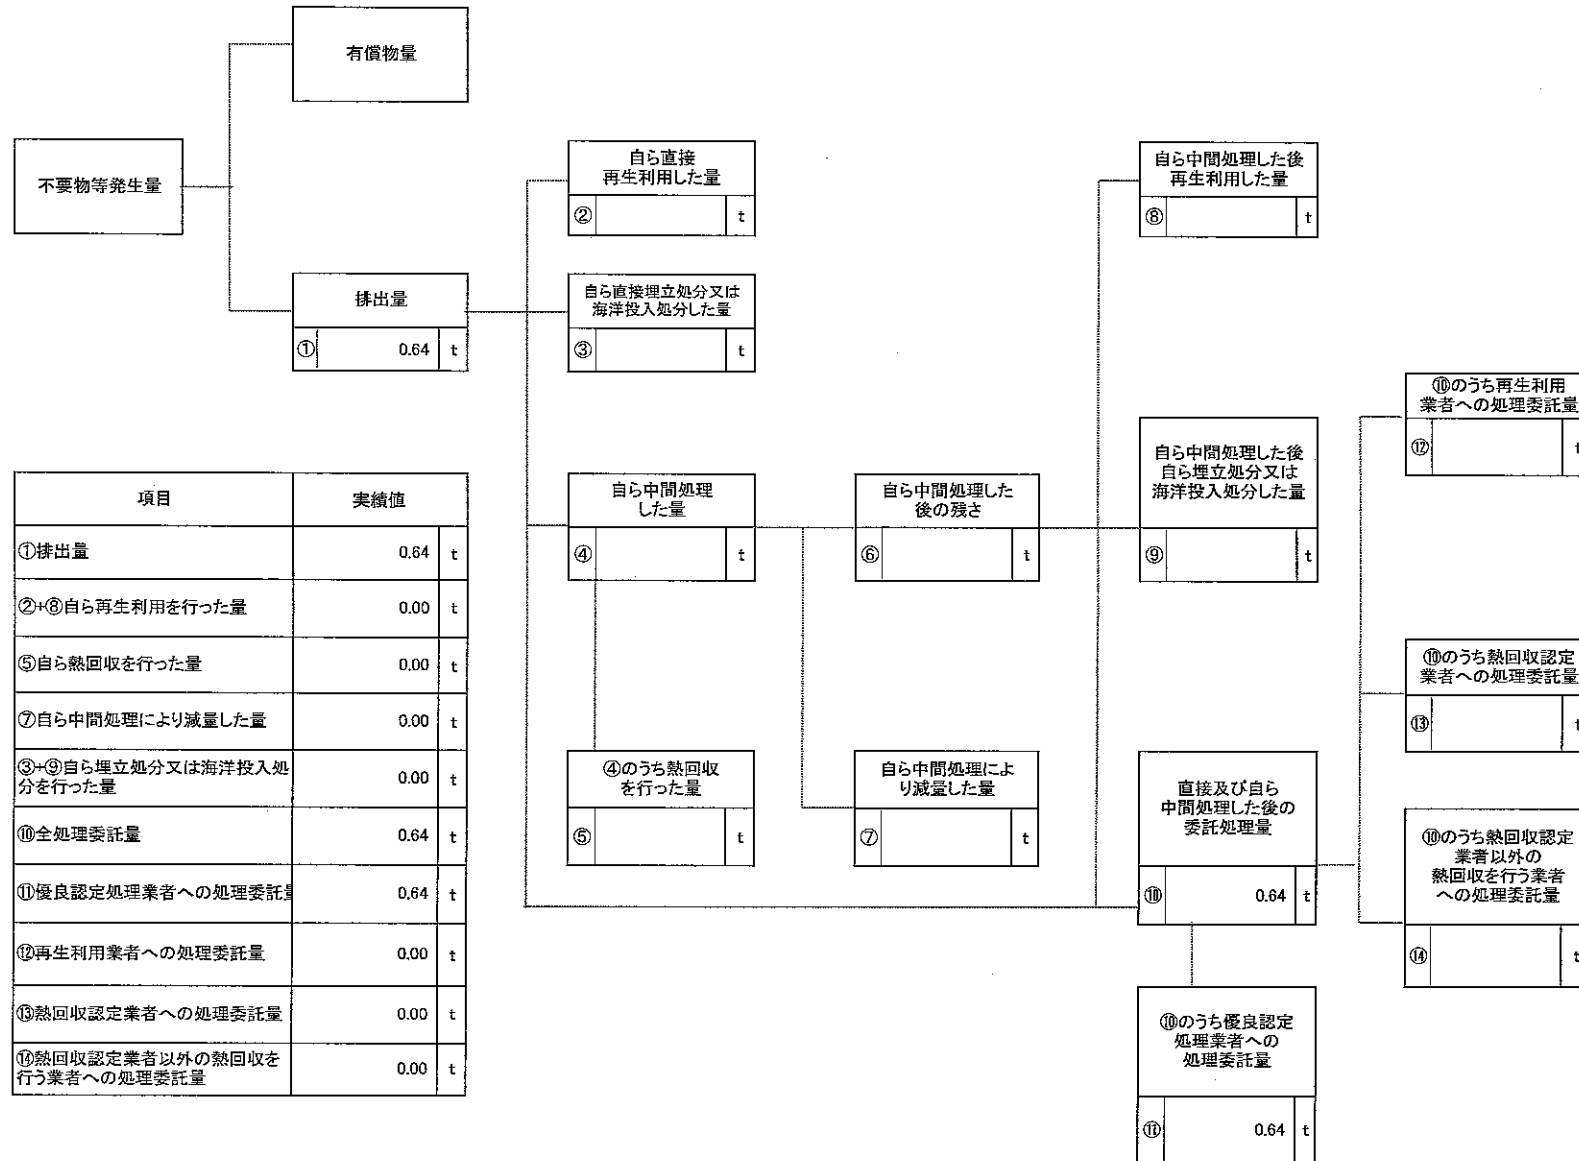 有償物量
不要物等発生量
排出量
① 0.64 t
自ら直接
再生利用した量
② t
自ら直接埋立処分又は
海洋投入処分した量
③ t
自ら中間処理
した量
④ t
④のうち熱回収
を行った量
⑤ t
自ら中間処理した
後の残さ
⑥ t
自ら中間処理によ
り減量した量
⑦ t
自ら中間処理した後
再生利用した量
⑧ t
自ら中間処理した後
自ら埋立処分又は
海洋投入処分した量
⑨ t
直接及び自ら
中間処理した後の
委託処理量
⑩ 0.64 t
⑩のうち優良認定
処理業者への
処理委託量
⑪ 0.64 t
⑩のうち再生利用
業者への処理委託量
⑫ t
⑩のうち熱回収認定
業者への処理委託量
⑬ t
⑩のうち熱回収認定
業者以外の
熱回収を行う業者
への処理委託量
⑭ t
項目 実績値
①排出量 0.64 t
②+⑧自ら再生利用を行った量 0.00 t
⑤自ら熱回収を行った量 0.00 t
⑦自ら中間処理により減量した量 0.00 t
③+⑨自ら埋立処分又は海洋投入処
分を行った量 0.00 t
⑩全処理委託量 0.64 t
⑪優良認定処理業者への処理委託量 0.64 t
⑫再生利用業者への処理委託量 0.00 t
⑬熱回収認定業者への処理委託量 0.00 t
⑭熱回収認定業者以外の熱回収を
行う業者への処理委託量 0.00 t